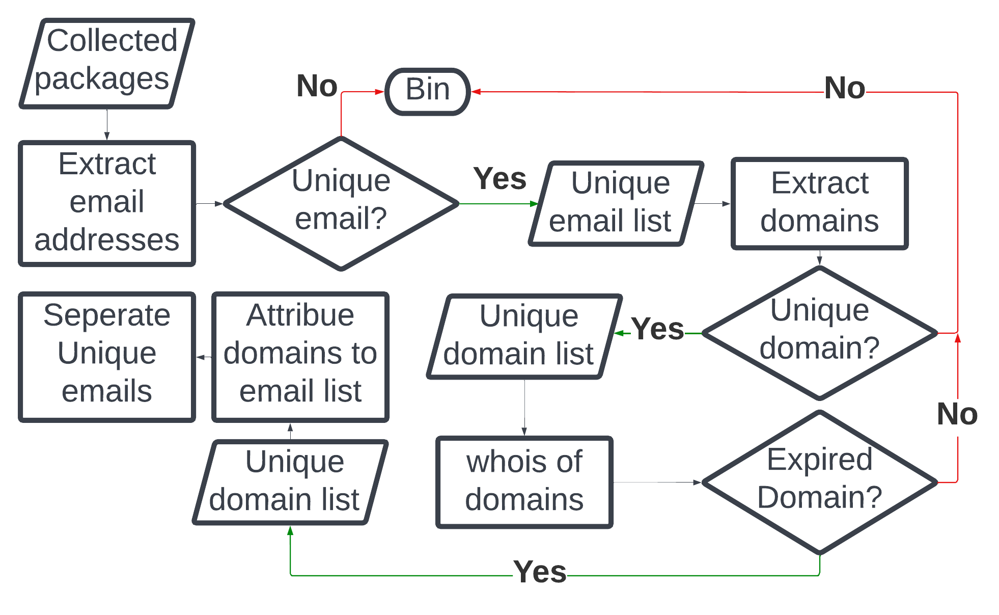 Collected
packages
Extract
email
addresses
Unique
email?
No
Bin
No
Yes
Unique
email list
Extract
domains
Unique
domain?
Yes
Unique
domain list
whois of
domains
Expired
Domain?
No
Yes
Unique
domain list
Attribue
domains to
email list
Seperate
Unique
emails